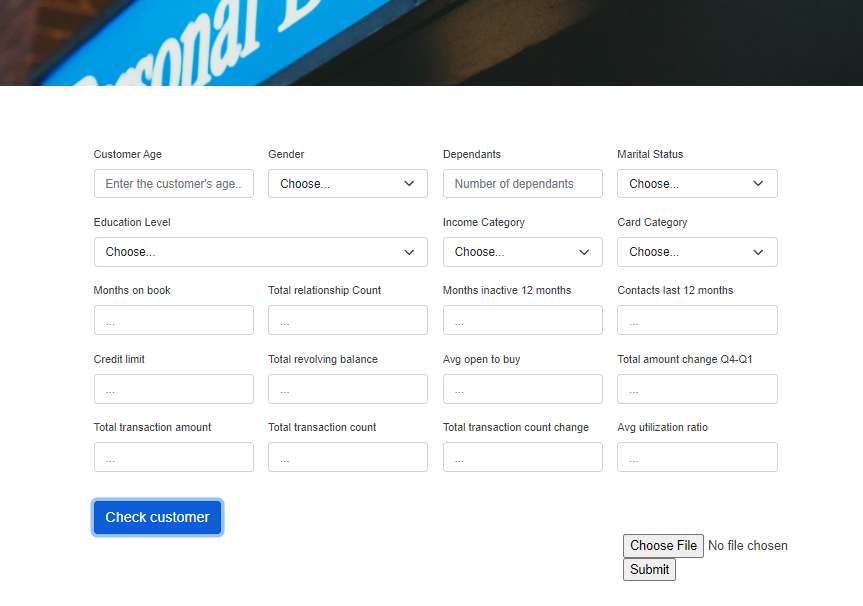 Personal
Customer Age Gender Dependants Marital Status
Enter the customer's age.. Choose... Number of dependants Choose...
Education Level Income Category Card Category
Choose... Choose... Choose...
Months on book Total relationship Count Months inactive 12 months Contacts last 12 months
... ... ... ...
Credit limit Total revolving balance Avg open to buy Total amount change Q4-Q1
... ... ... ...
Total transaction amount Total transaction count Total transaction count change Avg utilization ratio
... ... ... ...
Check customer
Choose File No file chosen
Submit